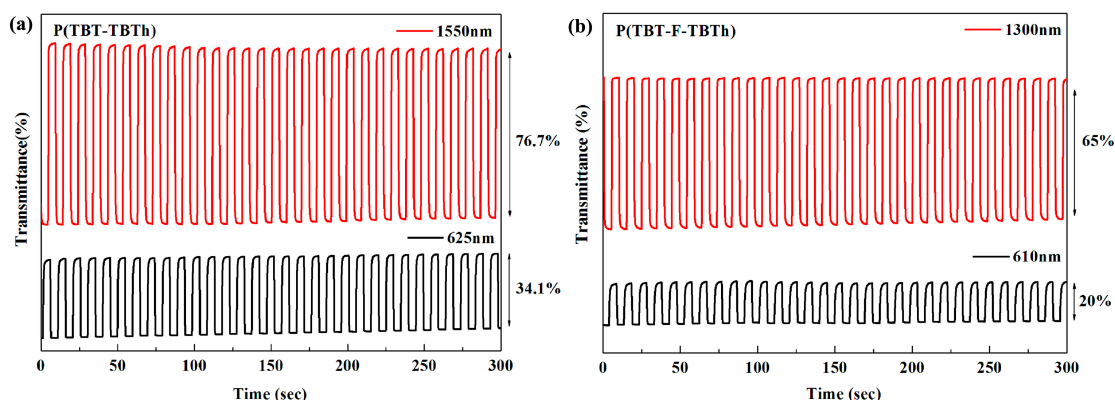 (a)
P(TBT-TBTh)
1550nm
76.7%
625nm
34.1%
Transmittance(%)
0 50 100 150 200 250 300
Time (sec)
(b)
P(TBT-F-TBTh)
1300nm
65%
610nm
20%
Transmittance (%)
0 50 100 150 200 250 300
Time (sec)